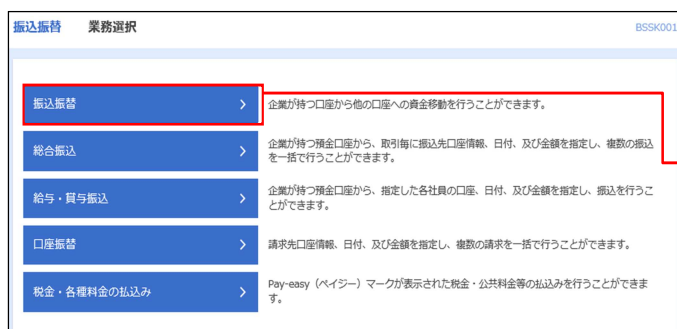 振込振替 業務選択 BSSK001
振込振替
企業が持つ口座から他の口座への資金移動を行うことができます。
総合振込
企業が持つ預金口座から、取引毎に振込先口座情報、日付、及び金額を指定し、複数の振込
を一括で行うことができます。
給与・賞与振込
企業が持つ預金口座から、指定した各社員の口座、日付、及び金額を指定し、振込を行うこ
とができます。
口座振替
請求先口座情報、日付、及び金額を指定し、複数の請求を一括で行うことができます。
税金・各種料金の払込み
Pay-easy（ペイジー）マークが表示された税金・公共料金等の払込みを行うことができま
す。